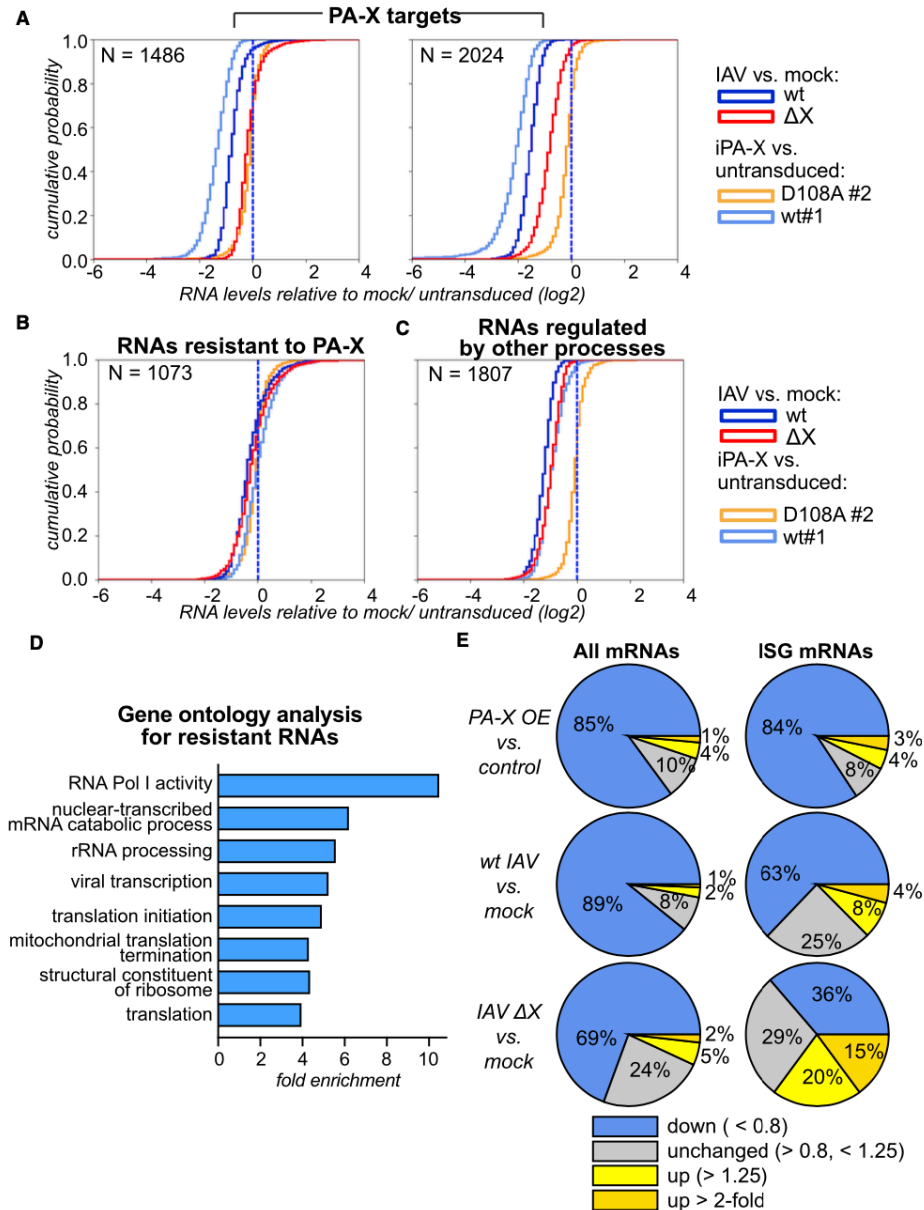 A
PA-X targets
N = 1486
N = 2024
cumulative probability
1.0
0.8
0.6
0.4
0.2
0.0
-6
-4
-2
0
2
4
-6
-4
-2
0
2
4
RNA levels relative to mock/ untransduced (log2)
IAV vs. mock:
wt
ΔX
iPA-X vs.
untransduced:
D108A #2
wt#1
B
RNAs resistant to PA-X
N = 1073
cumulative probability
1.0
0.8
0.6
0.4
0.2
0.0
-6
-4
-2
0
2
4
C
RNAs regulated
by other processes
N = 1807
-6
-4
-2
0
2
4
RNA levels relative to mock/ untransduced (log2)
IAV vs. mock:
wt
ΔX
iPA-X vs.
untransduced:
D108A #2
wt#1
D
Gene ontology analysis
for resistant RNAs
RNA Pol I activity
nuclear-transcribed
mRNA catabolic process
rRNA processing
viral transcription
translation initiation
mitochondrial translation
termination
structural constituent
of ribosome
translation
0
2
4
6
8
10
fold enrichment
E
All mRNAs
ISG mRNAs
PA-X OE
vs.
control
85%
10%
4%
1%
84%
8%
4%
3%
wt IAV
vs.
mock
89%
8%
2%
1%
63%
25%
8%
4%
IAV ΔX
vs.
mock
69%
24%
5%
2%
36%
29%
20%
15%
down ( < 0.8)
unchanged (> 0.8, < 1.25)
up (> 1.25)
up > 2-fold